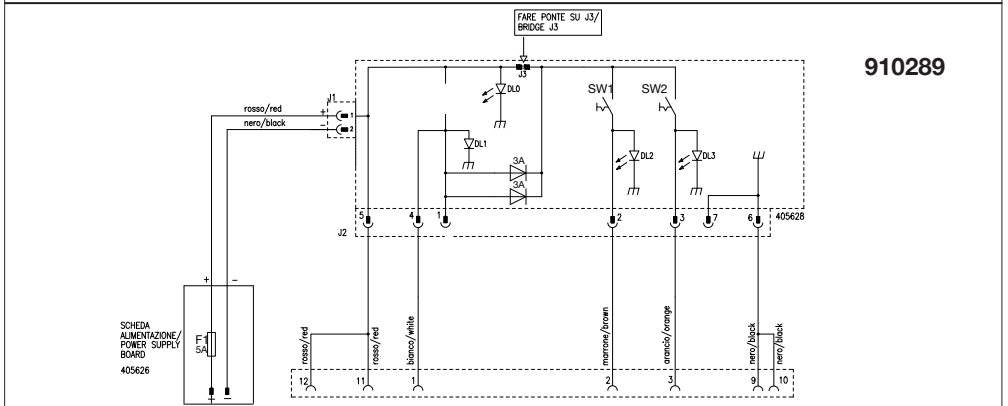 FARE PONTE SU J3/
BRIDGE J3
910289
J3
DL0
SW1
SW2
J1
rosso/red
+
1
nero/black
-
2
DL1
DL2
DL3
3A
3A
5
4
1
2
3
7
6
405628
J2
+
-
SCHEDA
ALIMENTAZIONE/
POWER SUPPLY
BOARD
405626
F1
5A
+
-
rosso/red
rosso/red
bianco/white
marrone/brown
arancio/orange
nero/black
nero/black
12
11
1
2
3
9
10